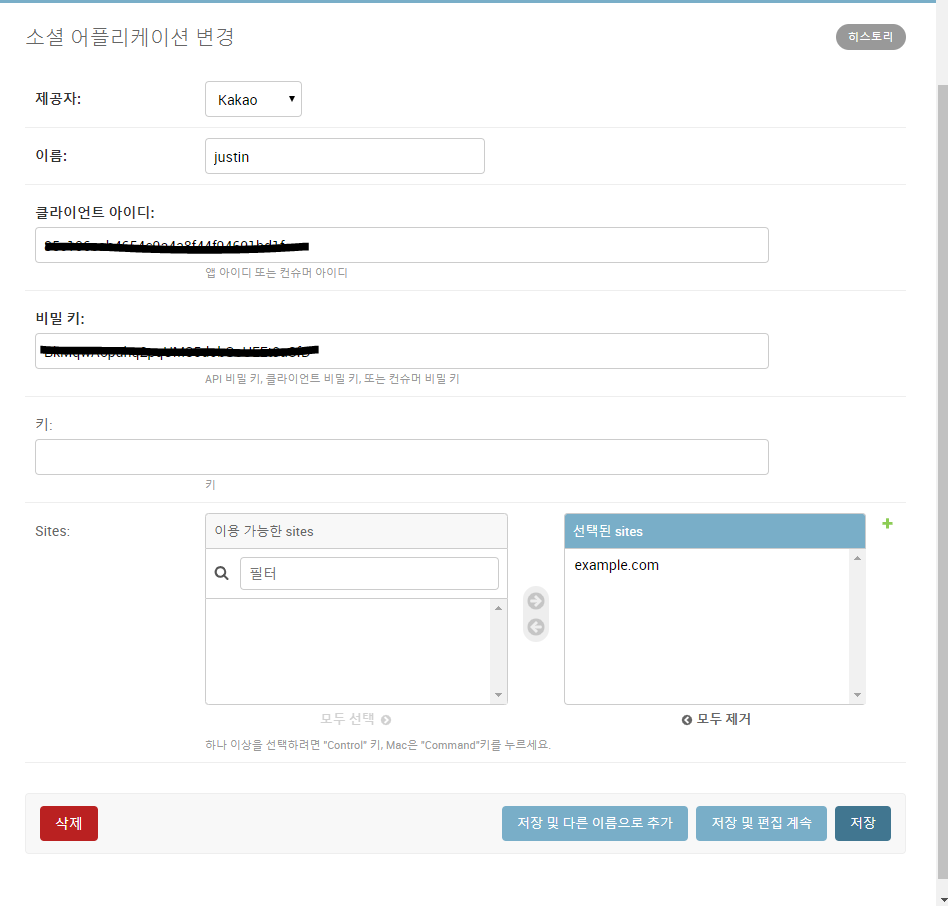 소셜 어플리케이션 변경
히스토리
제공자:
Kakao
이름:
justin
클라이언트 아이디:
앱 아이디 또는 컨슈머 아이디
비밀 키:
API 비밀 키, 클라이언트 비밀 키, 또는 컨슈머 비밀 키
키:
키
Sites:
이용 가능한 sites
선택된 sites
필터
example.com
모두 선택
모두 제거
하나 이상을 선택하려면 "Control" 키, Mac은 "Command"키를 누르세요.
삭제
저장 및 다른 이름으로 추가
저장 및 편집 계속
저장